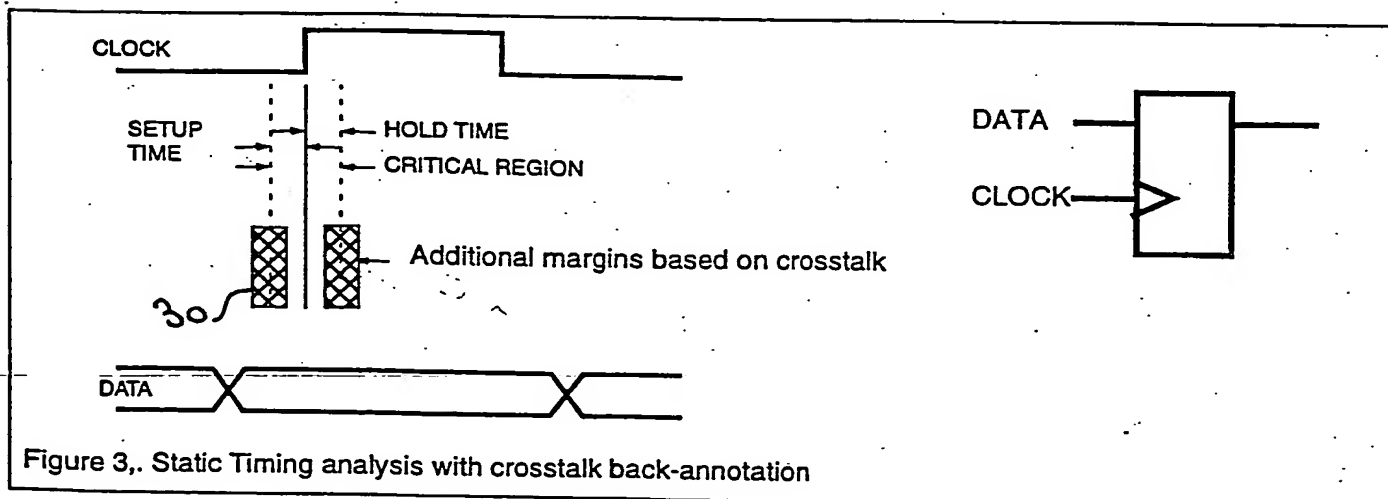 CLOCK
SETUP
TIME
HOLD TIME
CRITICAL REGION
Additional margins based on crosstalk
30
DATA
DATA
CLOCK
Figure 3,. Static Timing analysis with crosstalk back-annotation